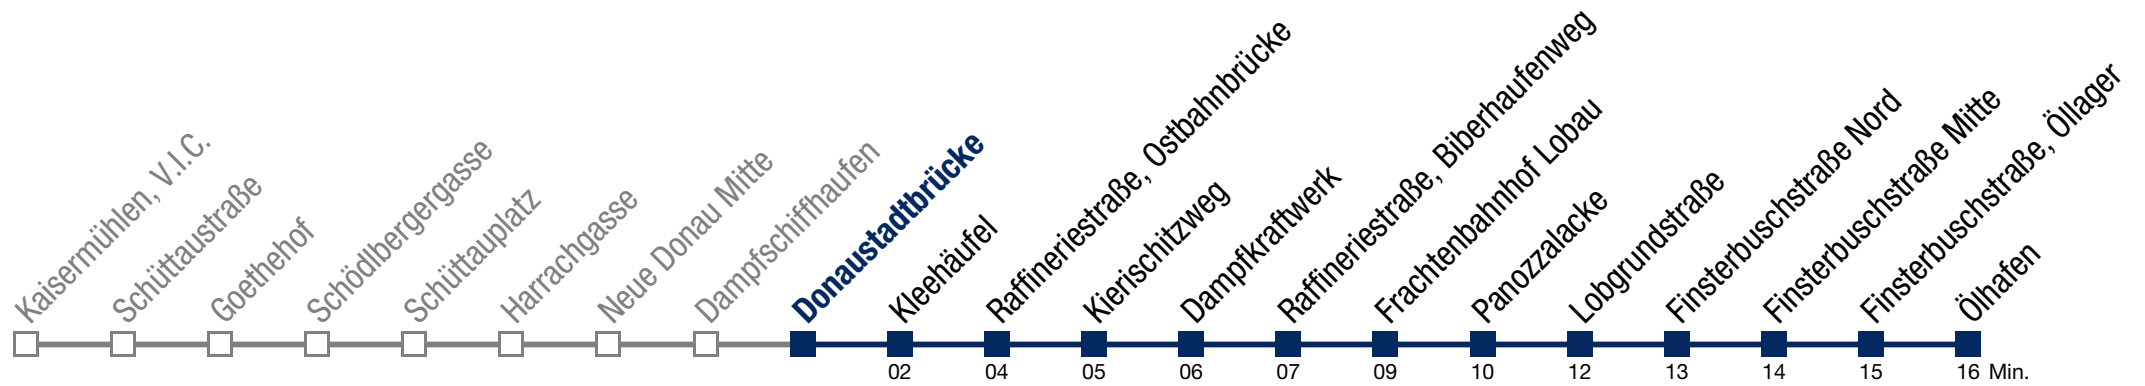 Kaisermühlen, V.I.C.
Schüttaustraße
Goethehof
Schödlbergergasse
Schüttauplatz
Harrachgasse
Neue Donau Mitte
Dampfschiffhaufen
Donaustadtbrücke
Kleehäufel
Raffineriestraße, Ostbahnbrücke
Kierischitzweg
Dampfkraftwerk
Raffineriestraße, Biberhaufenweg
Frachtenbahnhof Lobau
Panozzalacke
Lobgrundstraße
Finsterbuschstraße Nord
Finsterbuschstraße Mitte
Finsterbuschstraße, Öllager
Ölhafen
02 04 05 06 07 09 10 12 13 14 15 16 Min.